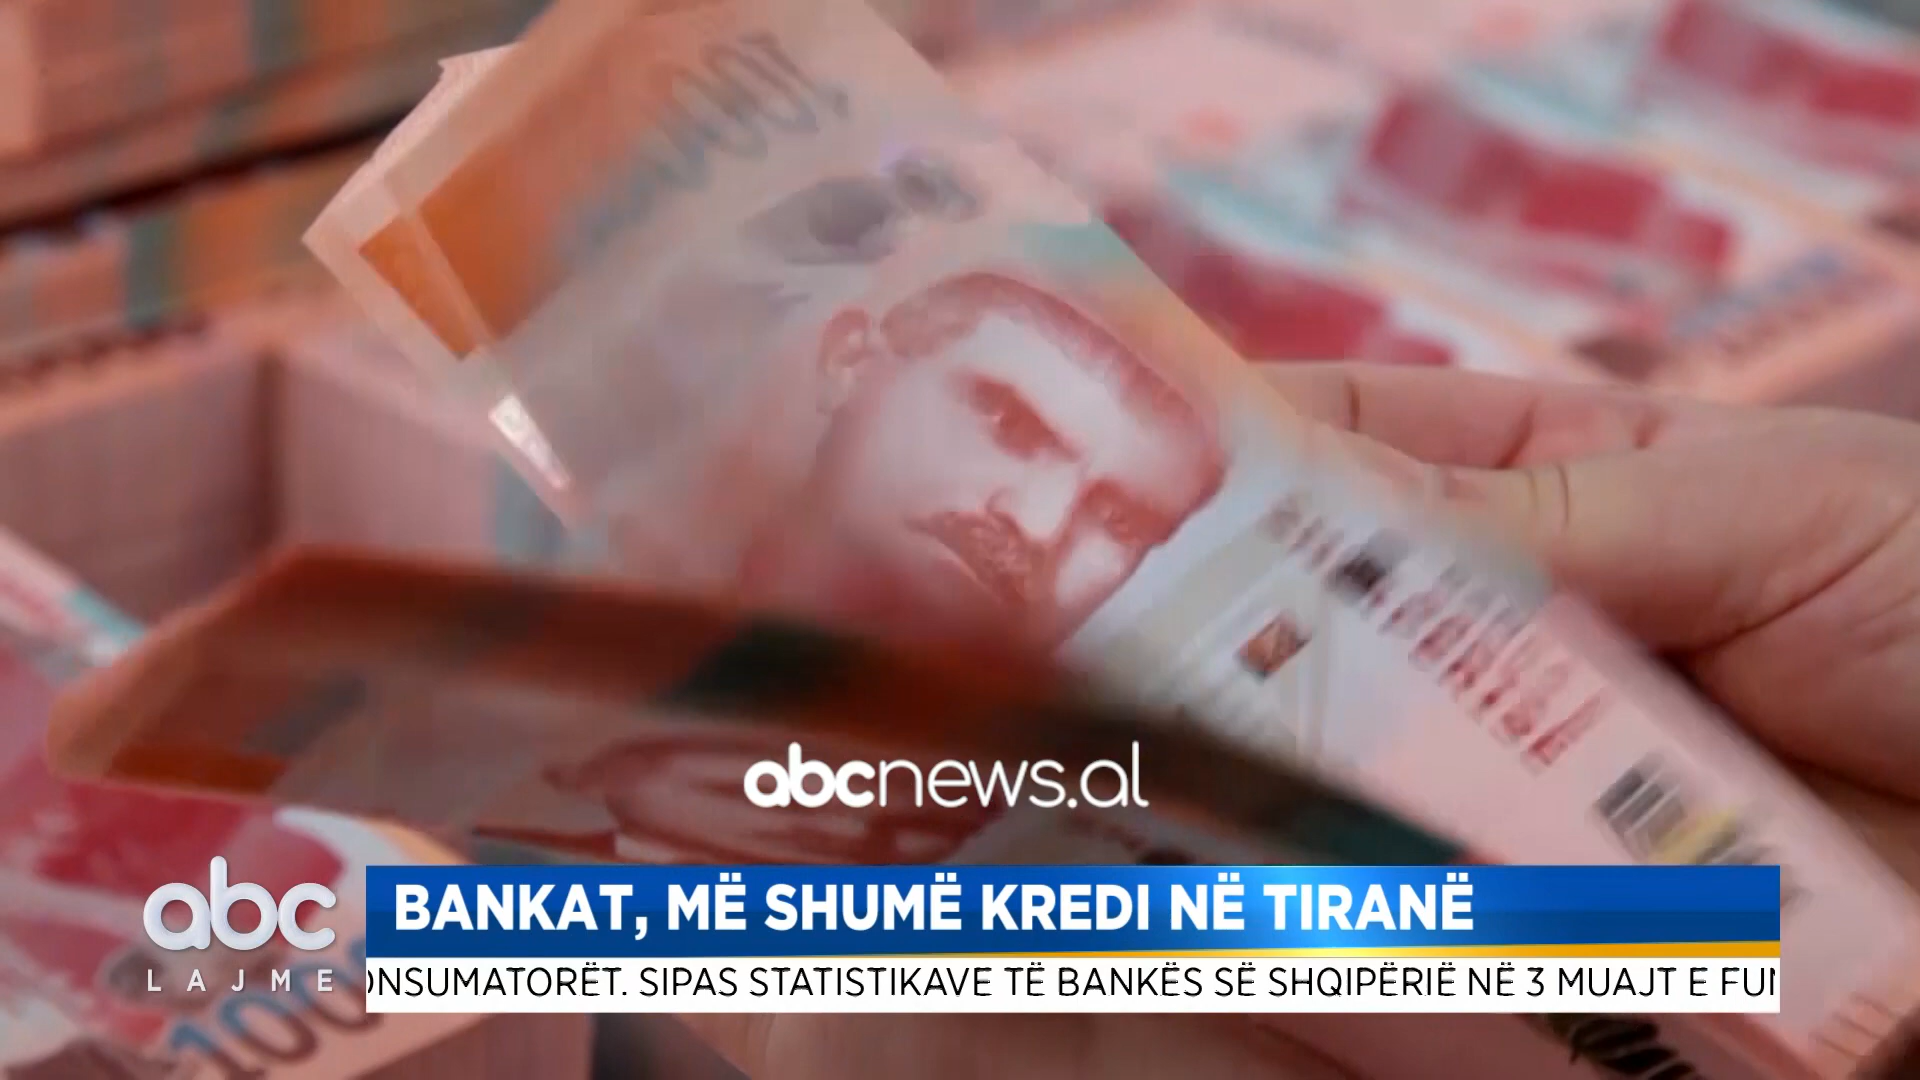 abcnews.al
abc
LAJME
BANKAT, MË SHUMË KREDI NË TIRANË
ONSUMATORËT. SIPAS STATISTIKAVE TË BANKËS SË SHQIPËRIË NË 3 MUAJT E FUN